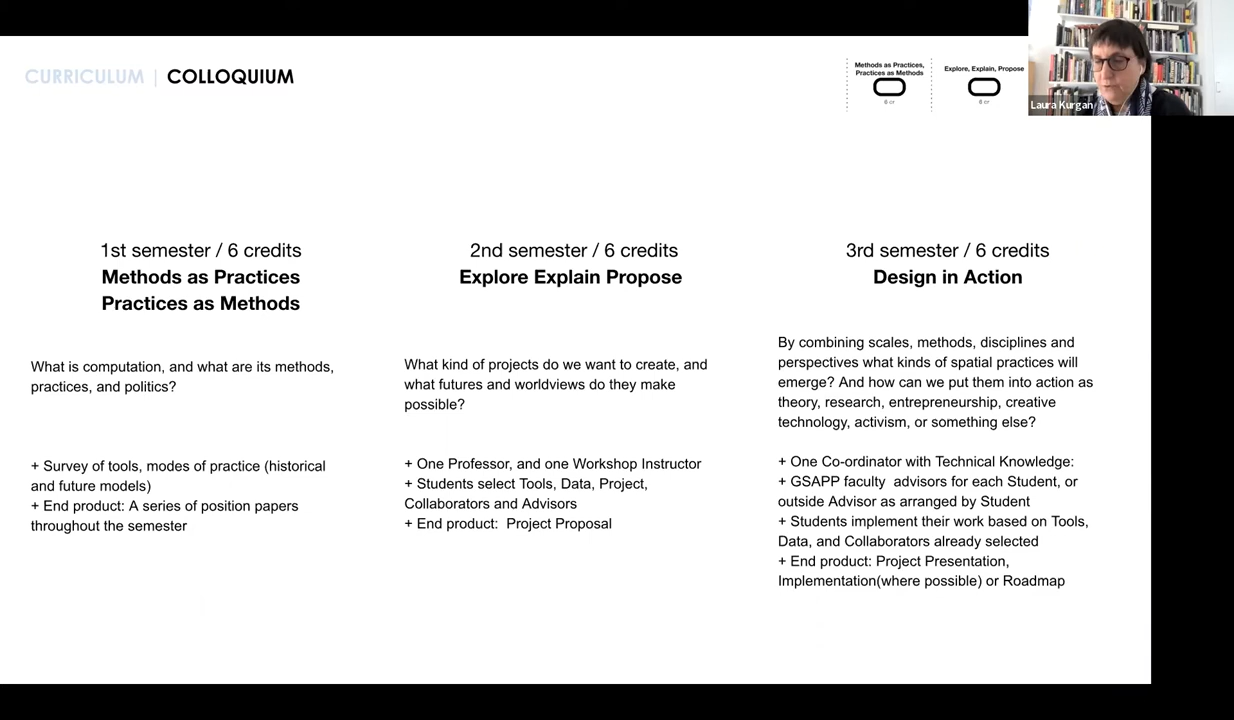 CURRICULUM | COLLOQUIUM
Methods as Practices,
Practices as Methods
6 cr
Explore, Explain, Propose
6 cr
Laura Kurgan
1st semester / 6 credits
Methods as Practices
Practices as Methods
What is computation, and what are its methods,
practices, and politics?
+ Survey of tools, modes of practice (historical
and future models)
+ End product: A series of position papers
throughout the semester
2nd semester / 6 credits
Explore Explain Propose
What kind of projects do we want to create, and
what futures and worldviews do they make
possible?
+ One Professor, and one Workshop Instructor
+ Students select Tools, Data, Project,
Collaborators and Advisors
+ End product:  Project Proposal
3rd semester / 6 credits
Design in Action
By combining scales, methods, disciplines and
perspectives what kinds of spatial practices will
emerge? And how can we put them into action as
theory, research, entrepreneurship, creative
technology, activism, or something else?
+ One Co-ordinator with Technical Knowledge:
+ GSAPP faculty  advisors for each Student, or
outside Advisor as arranged by Student
+ Students implement their work based on Tools,
Data, and Collaborators already selected
+ End product: Project Presentation,
Implementation(where possible) or Roadmap